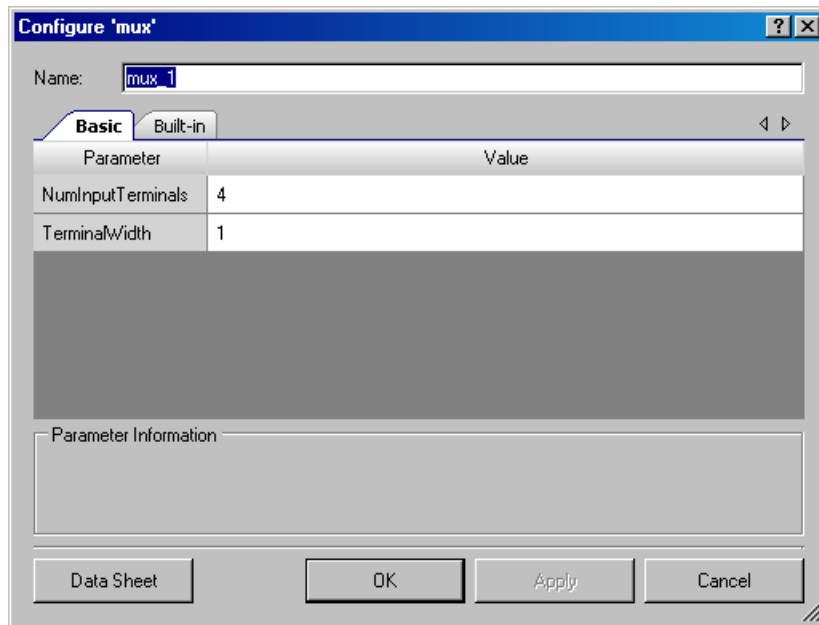 Configure 'mux'
Name: mux_1
Basic Built-in
Parameter Value
NumInputTerminals 4
TerminalWidth 1
Parameter Information
Data Sheet OK Apply Cancel